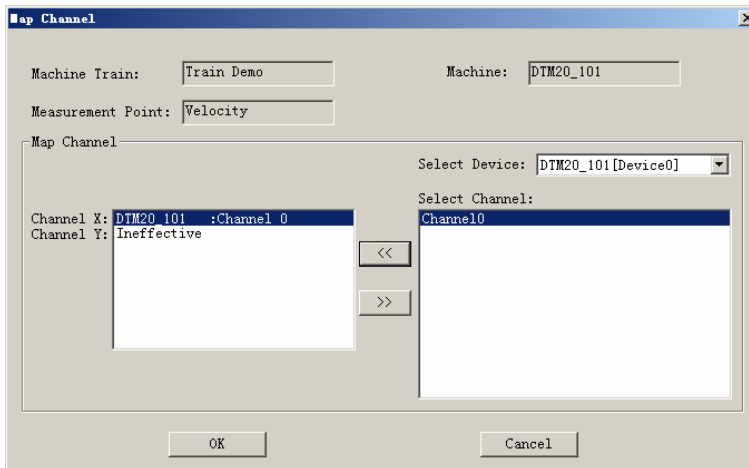 Map Channel
Machine Train: Train Demo Machine: DTM20_101
Measurement Point: Velocity
Map Channel
Select Device: DTM20_101[Device0]
Select Channel:
Channel X: DTM20_101 :Channel 0 Channel0
Channel Y: Ineffective
<<
>>
OK Cancel